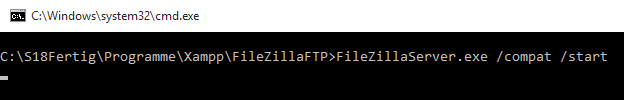 C:\Windows\system32\cmd.exe
C:\S18Fertig\Programme\Xampp\FileZillaFTP>FileZillaServer.exe /compat /start